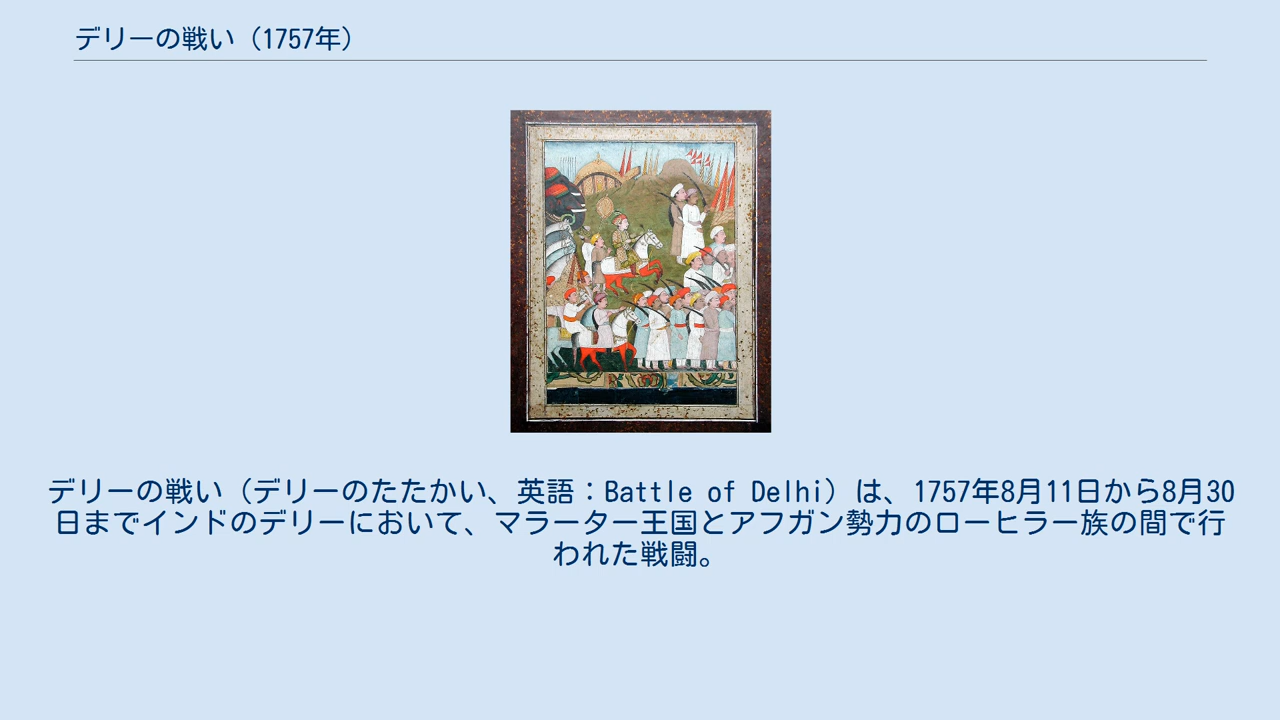 デリーの戦い（1757年）
デリーの戦い（デリーのたたかい、英語：Battle of Delhi）は、1757年8月11日から8月30
日までインドのデリーにおいて、マラーター王国とアフガン勢力のローヒラー族の間で行
われた戦闘。